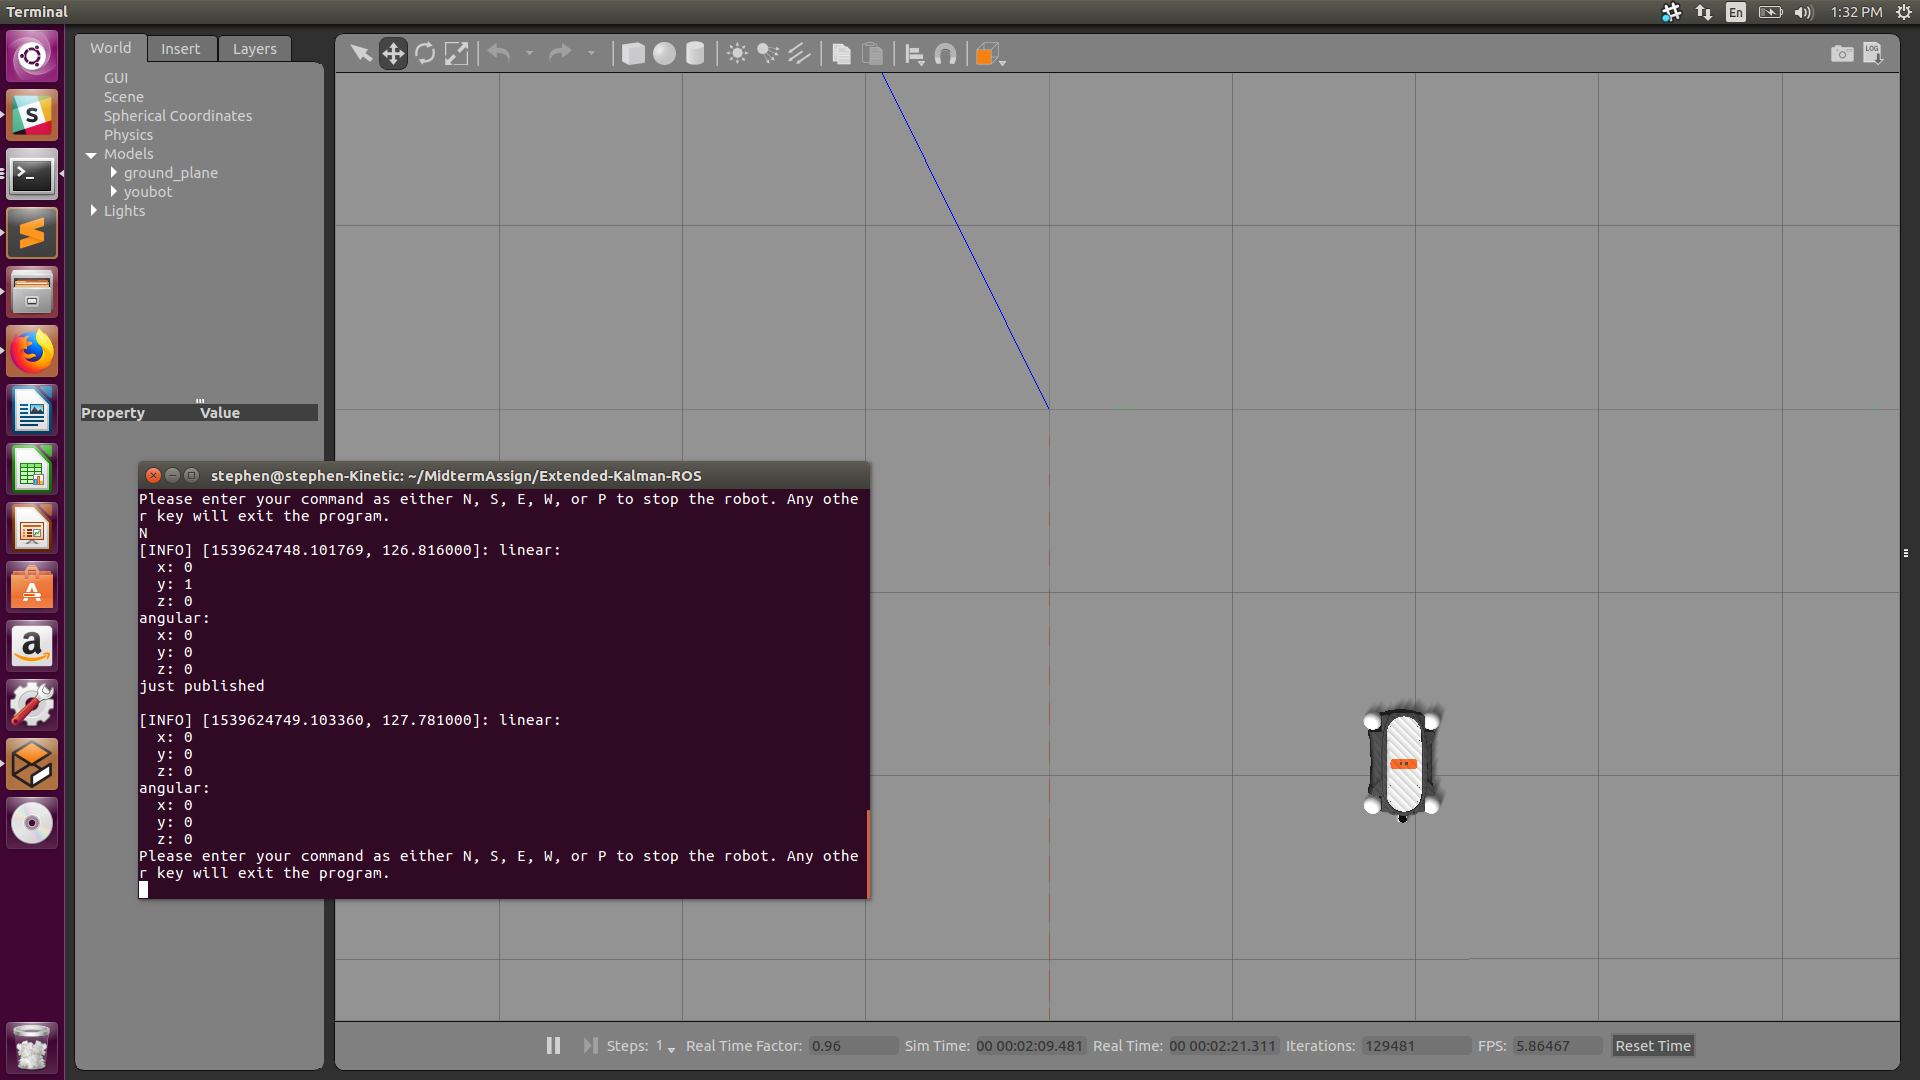 Terminal
En
1:32 PM
World Insert Layers
GUI
Scene
Spherical Coordinates
Physics
Models
ground_plane
youbot
Lights
Property Value
LOG
stephen@stephen-Kinetic: ~/MidtermAssign/Extended-Kalman-ROS
Please enter your command as either N, S, E, W, or P to stop the robot. Any othe
r key will exit the program.
N
[INFO] [1539624748.101769, 126.816000]: linear:
x: 0
y: 1
z: 0
angular:
x: 0
y: 0
z: 0
just published
[INFO] [1539624749.103360, 127.781000]: linear:
x: 0
y: 0
z: 0
angular:
x: 0
y: 0
z: 0
Please enter your command as either N, S, E, W, or P to stop the robot. Any othe
r key will exit the program.
Steps: 1 Real Time Factor: 0.96 Sim Time: 00 00:02:09.481 Real Time: 00 00:02:21.311 Iterations: 129481 FPS: 5.86467 Reset Time